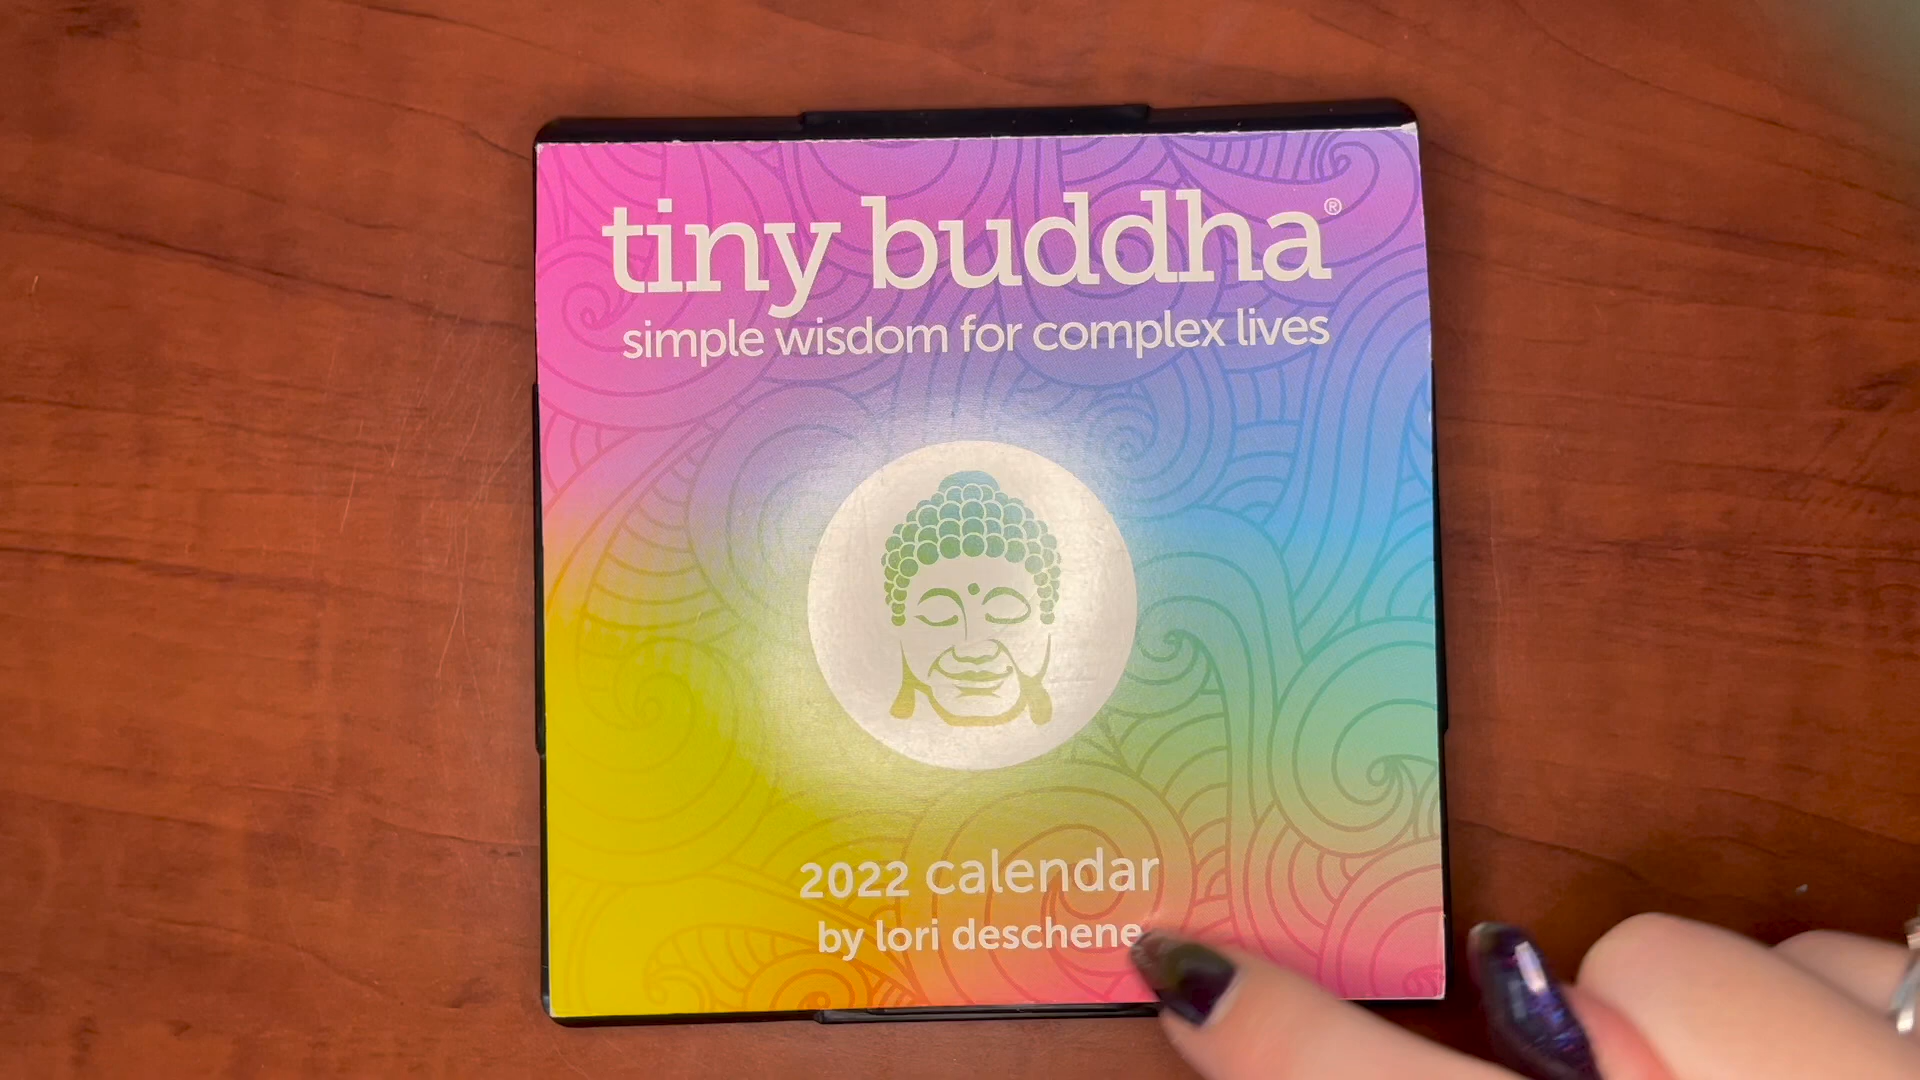 tiny buddha®
simple wisdom for complex lives
2022 calendar
by lori deschene